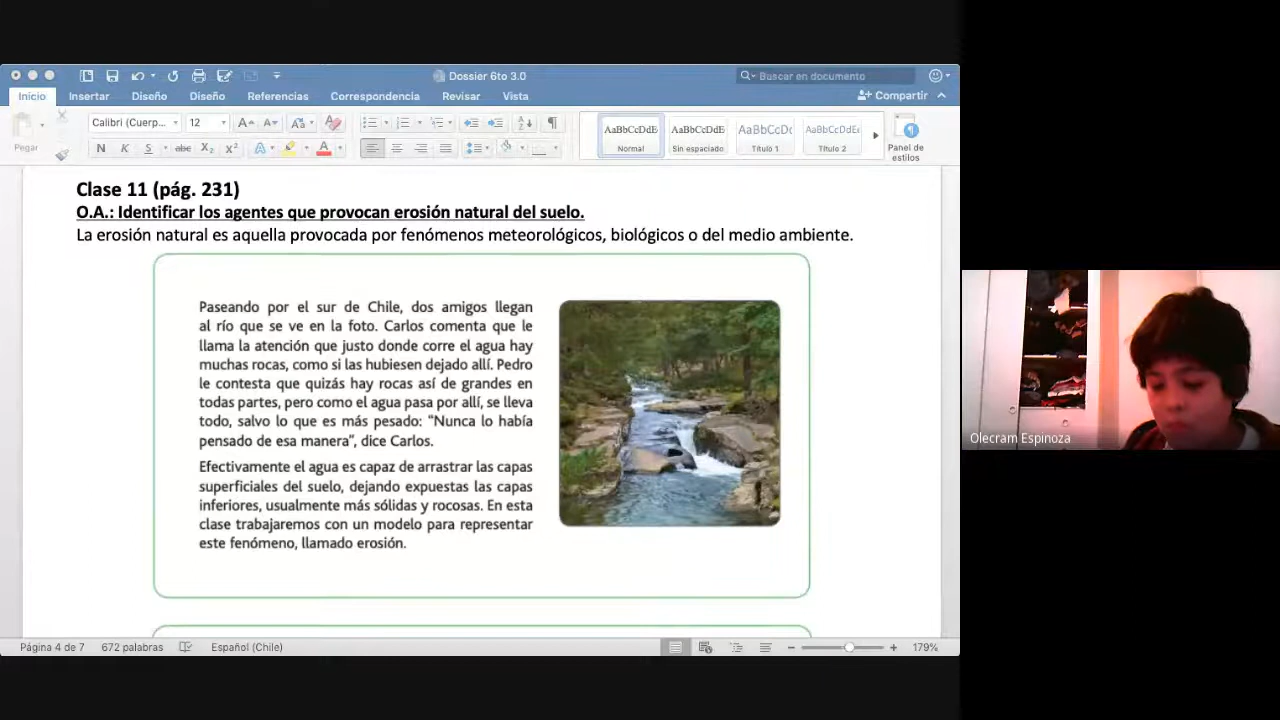 Dossier 6to 3.0
Buscar en documento
Inicio
Insertar
Diseño
Diseño
Referencias
Correspondencia
Revisar
Vista
Compartir
Pegar
Calibri (Cuerp...
12
AaBbCcDdE
Normal
AaBbCcDdE
Sin espaciado
AaBbCcDc
Título 1
AaBbCcDdEe
Título 2
Panel de
estilos
Clase 11 (pág. 231)
O.A.: Identificar los agentes que provocan erosión natural del suelo.
La erosión natural es aquella provocada por fenómenos meteorológicos, biológicos o del medio ambiente.
Paseando por el sur de Chile, dos amigos llegan
al río que se ve en la foto. Carlos comenta que le
llama la atención que justo donde corre el agua hay
muchas rocas, como si las hubiesen dejado allí. Pedro
le contesta que quizás hay rocas así de grandes en
todas partes, pero como el agua pasa por allí, se lleva
todo, salvo lo que es más pesado: “Nunca lo había
pensado de esa manera”, dice Carlos.
Efectivamente el agua es capaz de arrastrar las capas
superficiales del suelo, dejando expuestas las capas
inferiores, usualmente más sólidas y rocosas. En esta
clase trabajaremos con un modelo para representar
este fenómeno, llamado erosión.
Olecram Espinoza
Página 4 de 7
672 palabras
Español (Chile)
179%